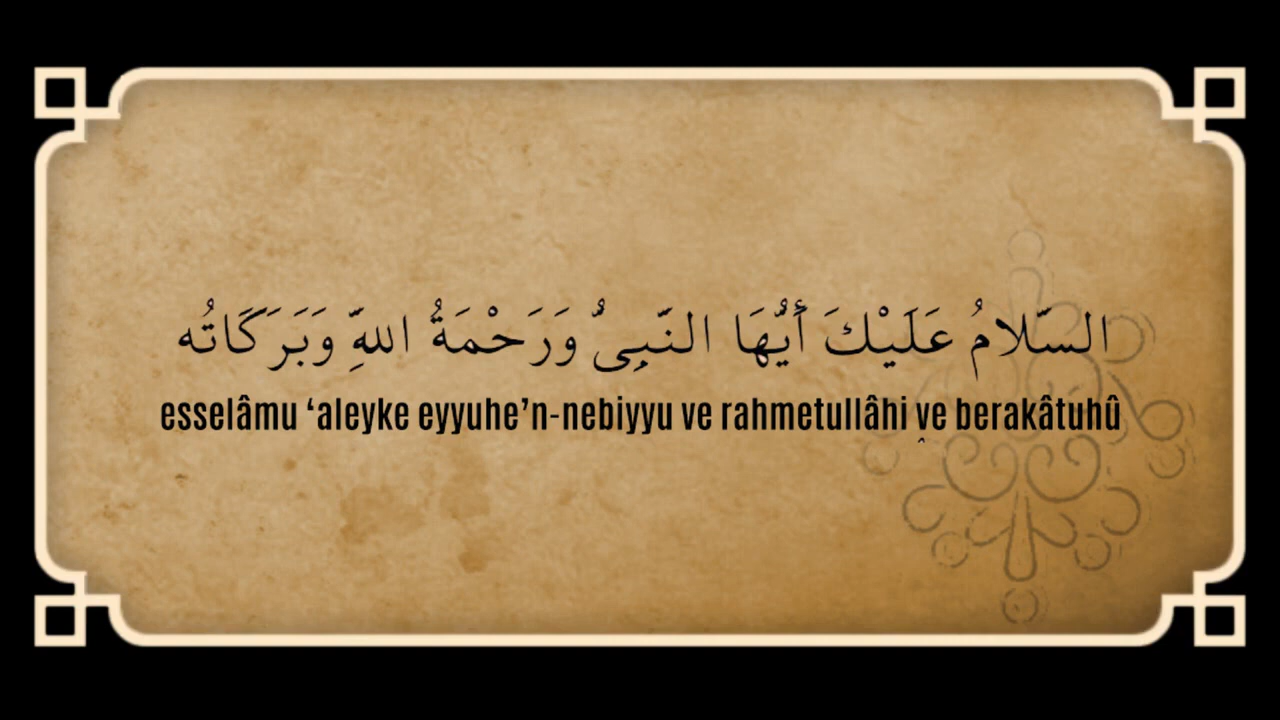 السّلامُ عَلَيْكَ أَيُّهَا النَّبِىُّ وَرَحْمَةُ اللهِّ وَبَرَكَاتُه
esselâmu ‘aleyke eyyuhe’n-nebiyyu ve rahmetullâhi ve berakâtuhû